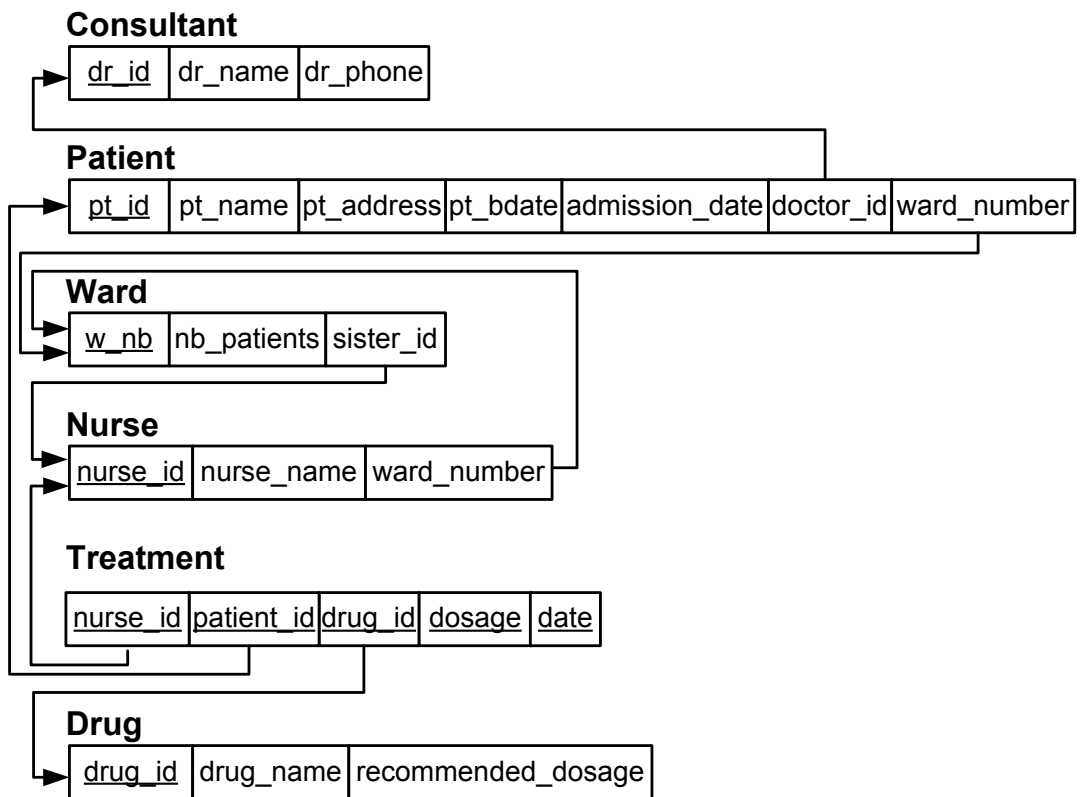 Consultant
dr_id dr_name dr_phone
Patient
pt_id pt_name pt_address pt_bdate admission_date doctor_id ward_number
Ward
w_nb nb_patients sister_id
Nurse
nurse_id nurse_name ward_number
Treatment
nurse_id patient_id drug_id dosage date
Drug
drug_id drug_name recommended_dosage